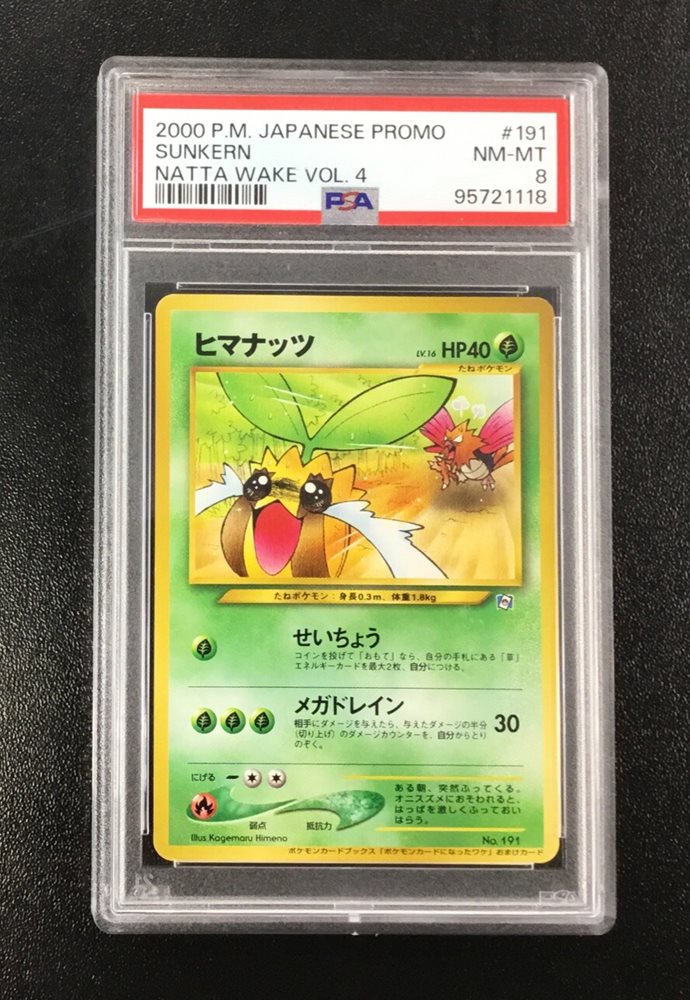 2000 P.M. JAPANESE PROMO #191
SUNKERN NM-MT
NATTA WAKE VOL. 4 8
PSA 95721118
ヒマナッツ LV.16 HP40
たねポケモン
たねポケモン：身長0.3m、体重1.8kg
せいちょう
コインを投げて「おもて」なら、自分の手札にある「草」
エネルギーカードを最大2枚、自分につける。
メガドレイン 30
相手にダメージを与えたら、与えたダメージの半分
（切り上げ）のダメージカウンターを、自分からとり
のぞく。
にげる
ある朝、突然ふってくる。
オニスズメにおそわれると、
はっぱを激しくふっておい
はらう。
弱点 抵抗力
Illus.Kagemaru Himeno No.191
ポケモンカードブックス「ポケモンカードになったワケ」おまけカード
PSA